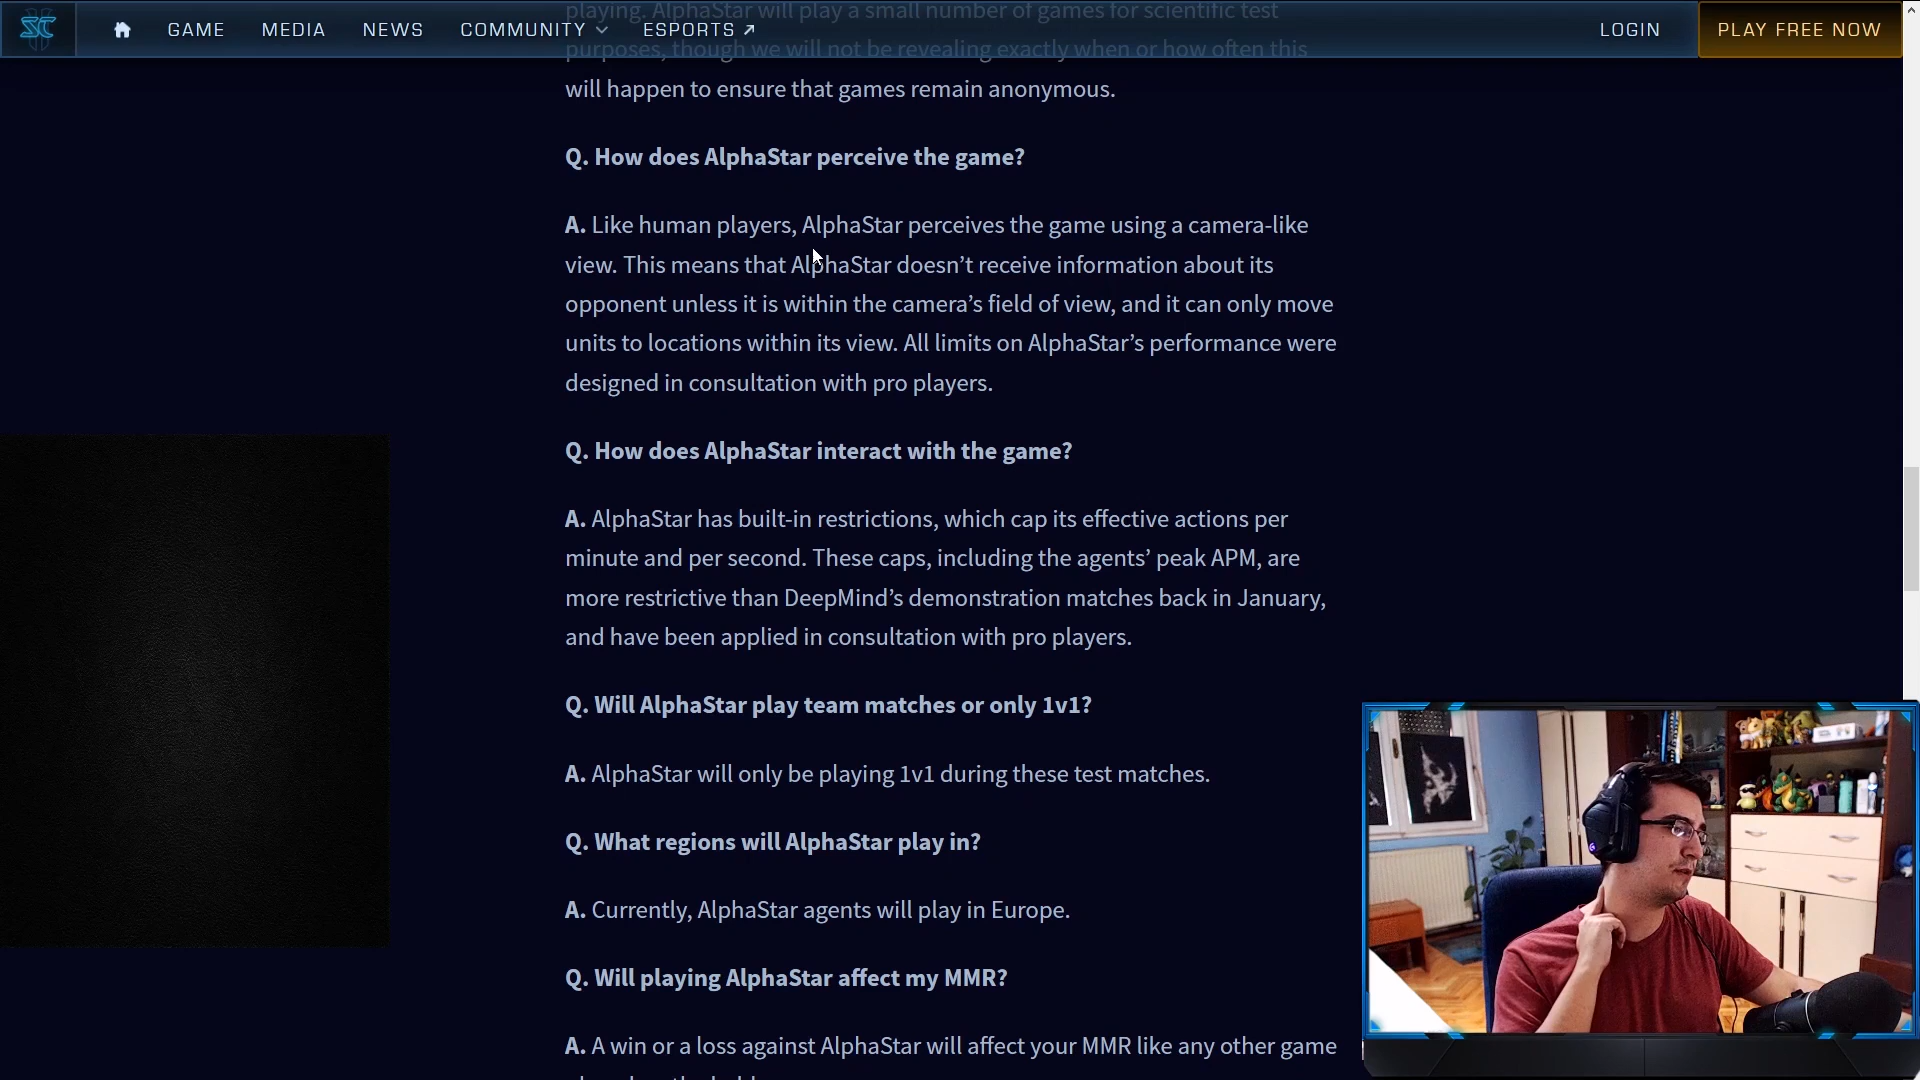 playing. AlphaStar will play a small number of games for scientific test
GAME MEDIA NEWS COMMUNITY ESPORTS LOGIN PLAY FREE NOW
purposes, though we will not be revealing exactly when or how often this
will happen to ensure that games remain anonymous.
Q. How does AlphaStar perceive the game?
A. Like human players, AlphaStar perceives the game using a camera-like
view. This means that AlphaStar doesn’t receive information about its
opponent unless it is within the camera’s field of view, and it can only move
units to locations within its view. All limits on AlphaStar’s performance were
designed in consultation with pro players.
Q. How does AlphaStar interact with the game?
A. AlphaStar has built-in restrictions, which cap its effective actions per
minute and per second. These caps, including the agents’ peak APM, are
more restrictive than DeepMind’s demonstration matches back in January,
and have been applied in consultation with pro players.
Q. Will AlphaStar play team matches or only 1v1?
A. AlphaStar will only be playing 1v1 during these test matches.
Q. What regions will AlphaStar play in?
A. Currently, AlphaStar agents will play in Europe.
Q. Will playing AlphaStar affect my MMR?
A. A win or a loss against AlphaStar will affect your MMR like any other game